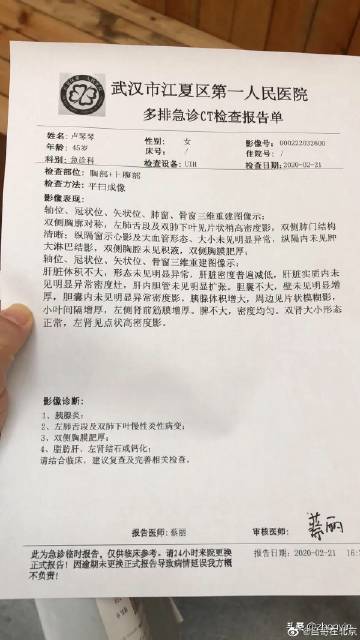 武汉市江夏区第一人民医院
多排急诊CT检查报告单
姓名：卢琴琴 性别：女 影像号：000222032600
年龄：45岁 床号：/ 住院号：/
科别：急诊科 检查设备：UIH 检查日期：2020-02-21
检查部位：胸部+上腹部
检查方法：平扫成像
影像表现：
轴位、冠状位、矢状位、肺窗、骨窗三维重建图像示：
双侧胸廓对称，左肺舌段及双肺下叶见片状稍高密度影，双侧肺门结构
清晰；纵隔窗示心影及大血管形态、大小未见明显异常，纵隔内未见肿
大淋巴结影，双侧胸腔未见积液，双侧胸膜肥厚；
轴位、冠状位、矢状位、骨窗三维重建图像示：
肝脏体积不大，形态未见明显异常，肝脏密度普遍减低，肝脏实质内未
见明显异常密度灶，肝内胆管未见明显扩张。胆囊不大，壁未见明显增
厚，胆囊内未见明显异常密度影。胰腺体积增大，周边见片状模糊影，
小叶间隔增厚，左侧肾前筋膜增厚。脾不大，密度均匀。双肾大小形态
正常，左肾见点状高密度影。
影像诊断：
1、胰腺炎；
2、左肺舌段及双肺下叶慢性炎性病变；
3、双侧胸膜肥厚；
4、脂肪肝、左肾结石或钙化；
请结合临床，建议复查及完善相关检查。
报告医师：蔡丽 审核医师：蔡丽
此为急诊临时报告，仅供临床参考。请24小时来院更换 报告日期：2020-02-21 16:
正式报告！因逾期未更换正式报告导致病情延误我方概
不负责！